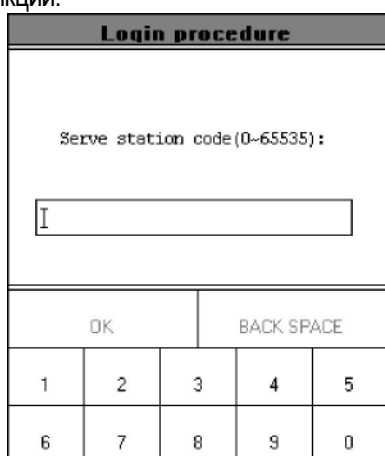 Login procedure
Serve station code(0~65535):
OK BACK SPACE
1 2 3 4 5
6 7 8 9 0